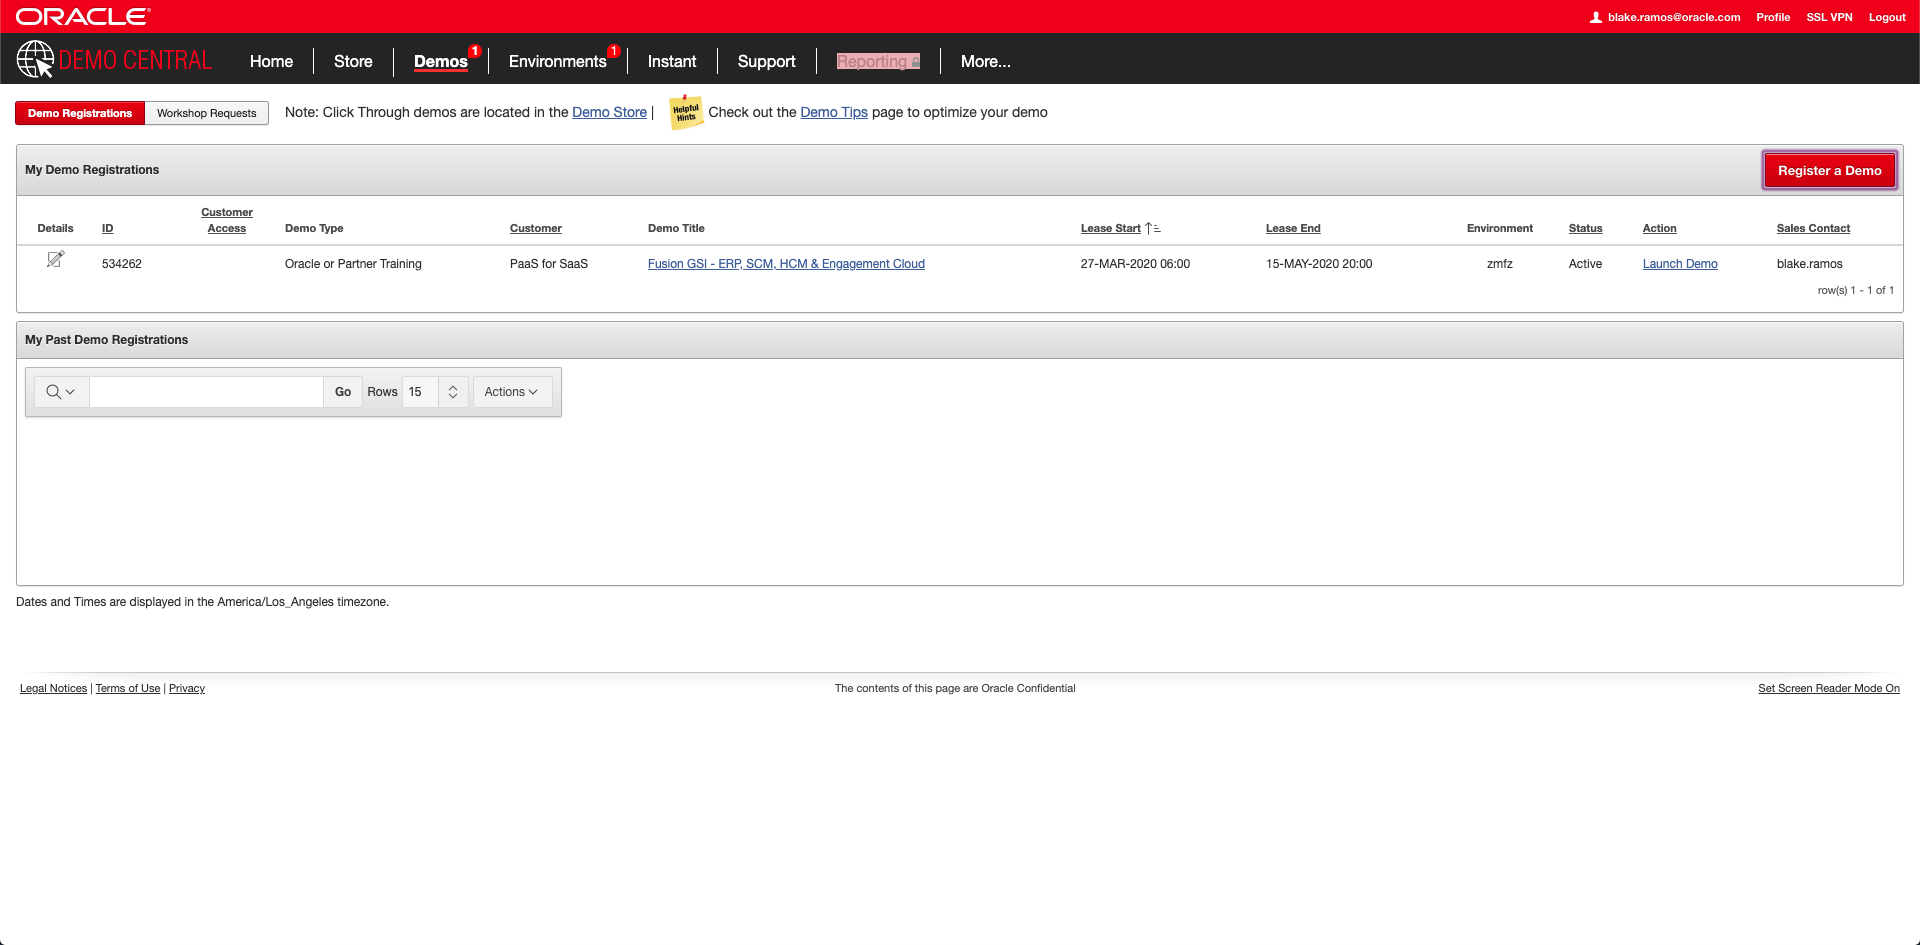 ORACLE
blake.ramos@oracle.com Profile SSL VPN Logout
DEMO CENTRAL Home Store Demos 1 Environments 1 Instant Support Reporting More...
Demo Registrations Workshop Requests Note: Click Through demos are located in the Demo Store | Helpful Hints Check out the Demo Tips page to optimize your demo
My Demo Registrations Register a Demo
Details ID Customer Access Demo Type Customer Demo Title Lease Start Lease End Environment Status Action Sales Contact
534262 Oracle or Partner Training PaaS for SaaS Fusion GSI - ERP, SCM, HCM & Engagement Cloud 27-MAR-2020 06:00 15-MAY-2020 20:00 zmfz Active Launch Demo blake.ramos
row(s) 1 - 1 of 1
My Past Demo Registrations
Go Rows 15 Actions
Dates and Times are displayed in the America/Los_Angeles timezone.
Legal Notices | Terms of Use | Privacy The contents of this page are Oracle Confidential Set Screen Reader Mode On